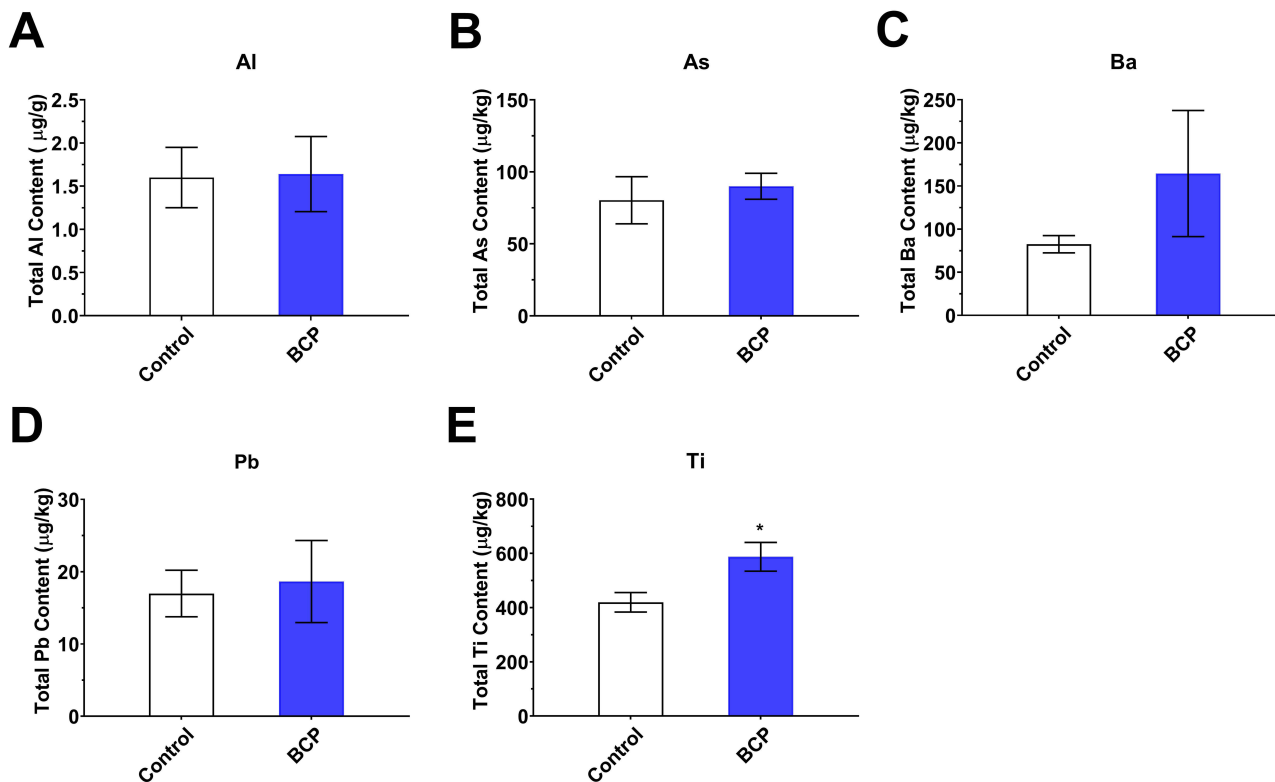 A
Al
Total Al Content ( μg/g)
2.5
2.0
1.5
1.0
0.5
0.0
Control
BCP
B
As
Total As Content (μg/kg)
150
100
50
0
Control
BCP
C
Ba
Total Ba Content (μg/kg)
250
200
150
100
50
0
Control
BCP
D
Pb
Total Pb Content (μg/kg)
30
20
10
0
Control
BCP
E
Ti
Total Ti Content (μg/kg)
800
600
400
200
0
*
Control
BCP